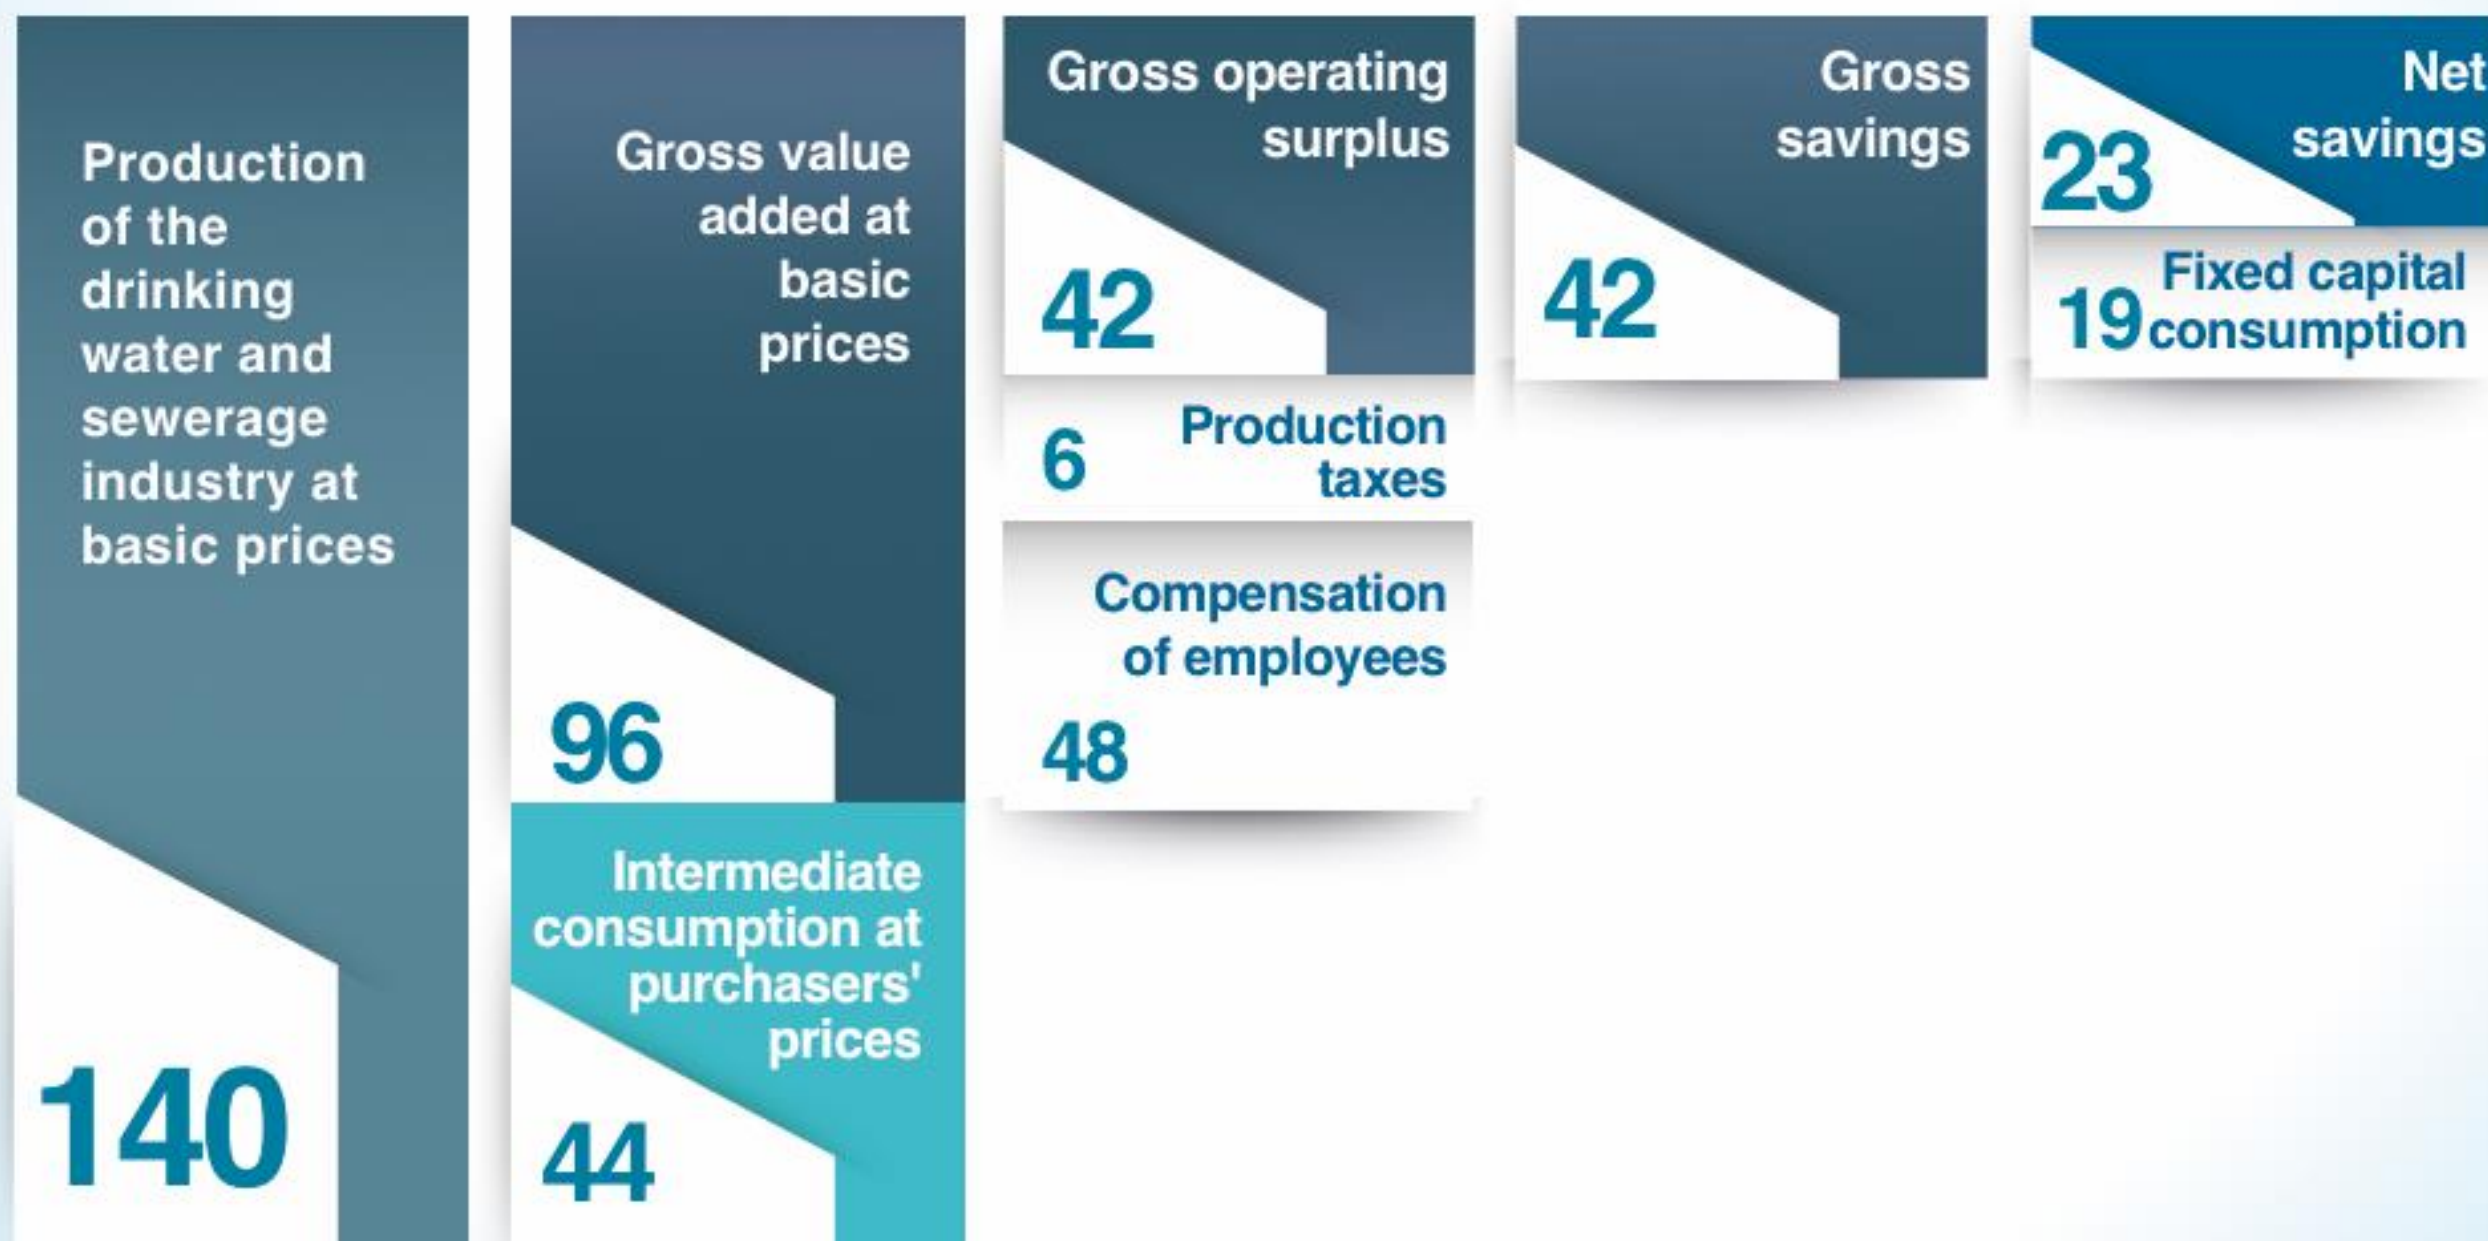 Production
of the
drinking
water and
sewerage
industry at
basic prices
140
Gross value
added at
basic
prices
96
Intermediate
consumption at
purchasers'
prices
44
Gross operating
surplus
42
Production
6
taxes
Compensation
of employees
48
Gross
savings
42
Net
savings
23
Fixed capital
19 consumption